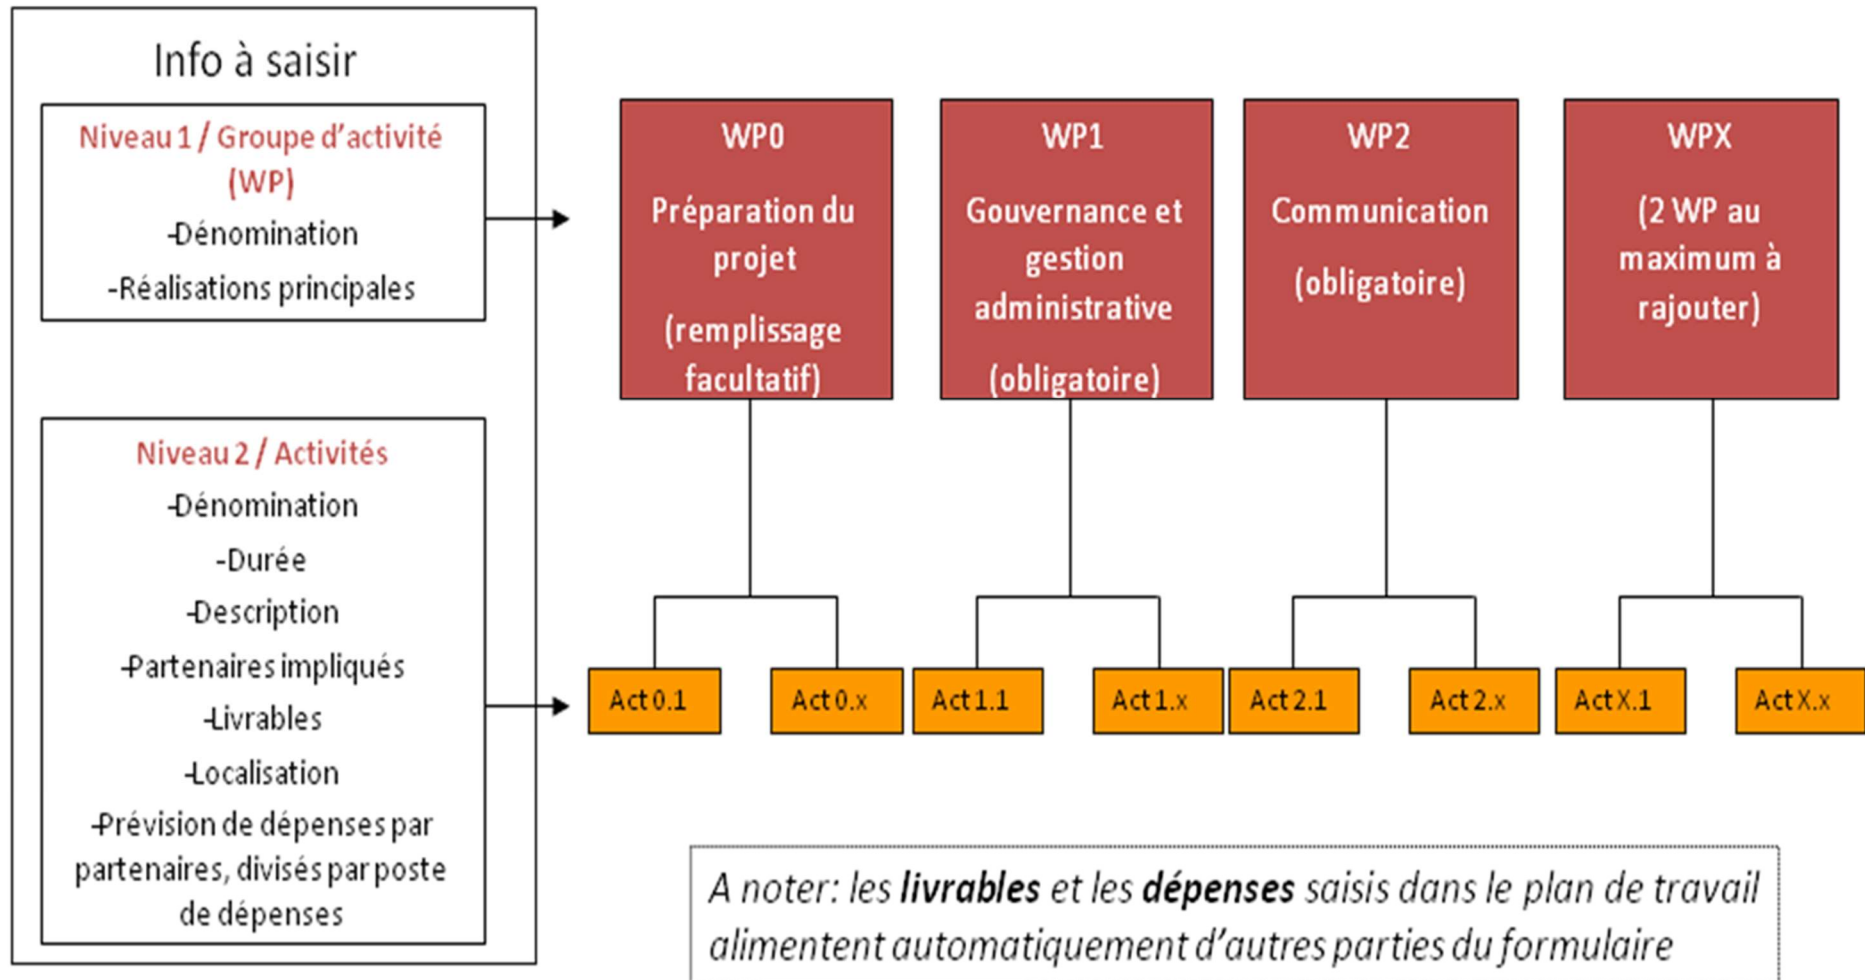 Info à saisir
Niveau 1 / Groupe d'activité
(WP)
-Dénomination
-Réalisations principales
Niveau 2 / Activités
-Dénomination
-Durée
-Description
-Partenaires impliqués
-Livrables
-Localisation
-Prévision de dépenses par
partenaires, divisés par poste
de dépenses
WP0
Préparation du
projet
(remplissage
facultatif)
WP1
Gouvernance et
gestion
administrative
(obligatoire)
WP2
Communication
(obligatoire)
WPX
(2 WP au
maximum à
rajouter)
Act 0.1
Act 0.x
Act 1.1
Act 1.x
Act 2.1
Act 2.x
Act X.1
Act X.x
A noter: les livrables et les dépenses saisis dans le plan de travail
alimentent automatiquement d'autres parties du formulaire